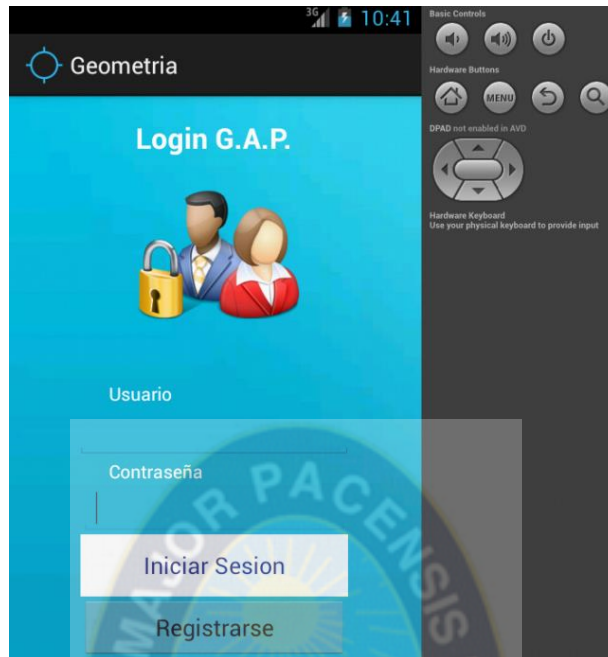 3G 10:41
Geometria
Login G.A.P.
Usuario
Contraseña
Iniciar Sesion
Registrarse
Basic Controls
Hardware Buttons
MENU
DPAD not enabled in AVD
Hardware Keyboard
Use your physical keyboard to provide input
MAJOR PACENSIS